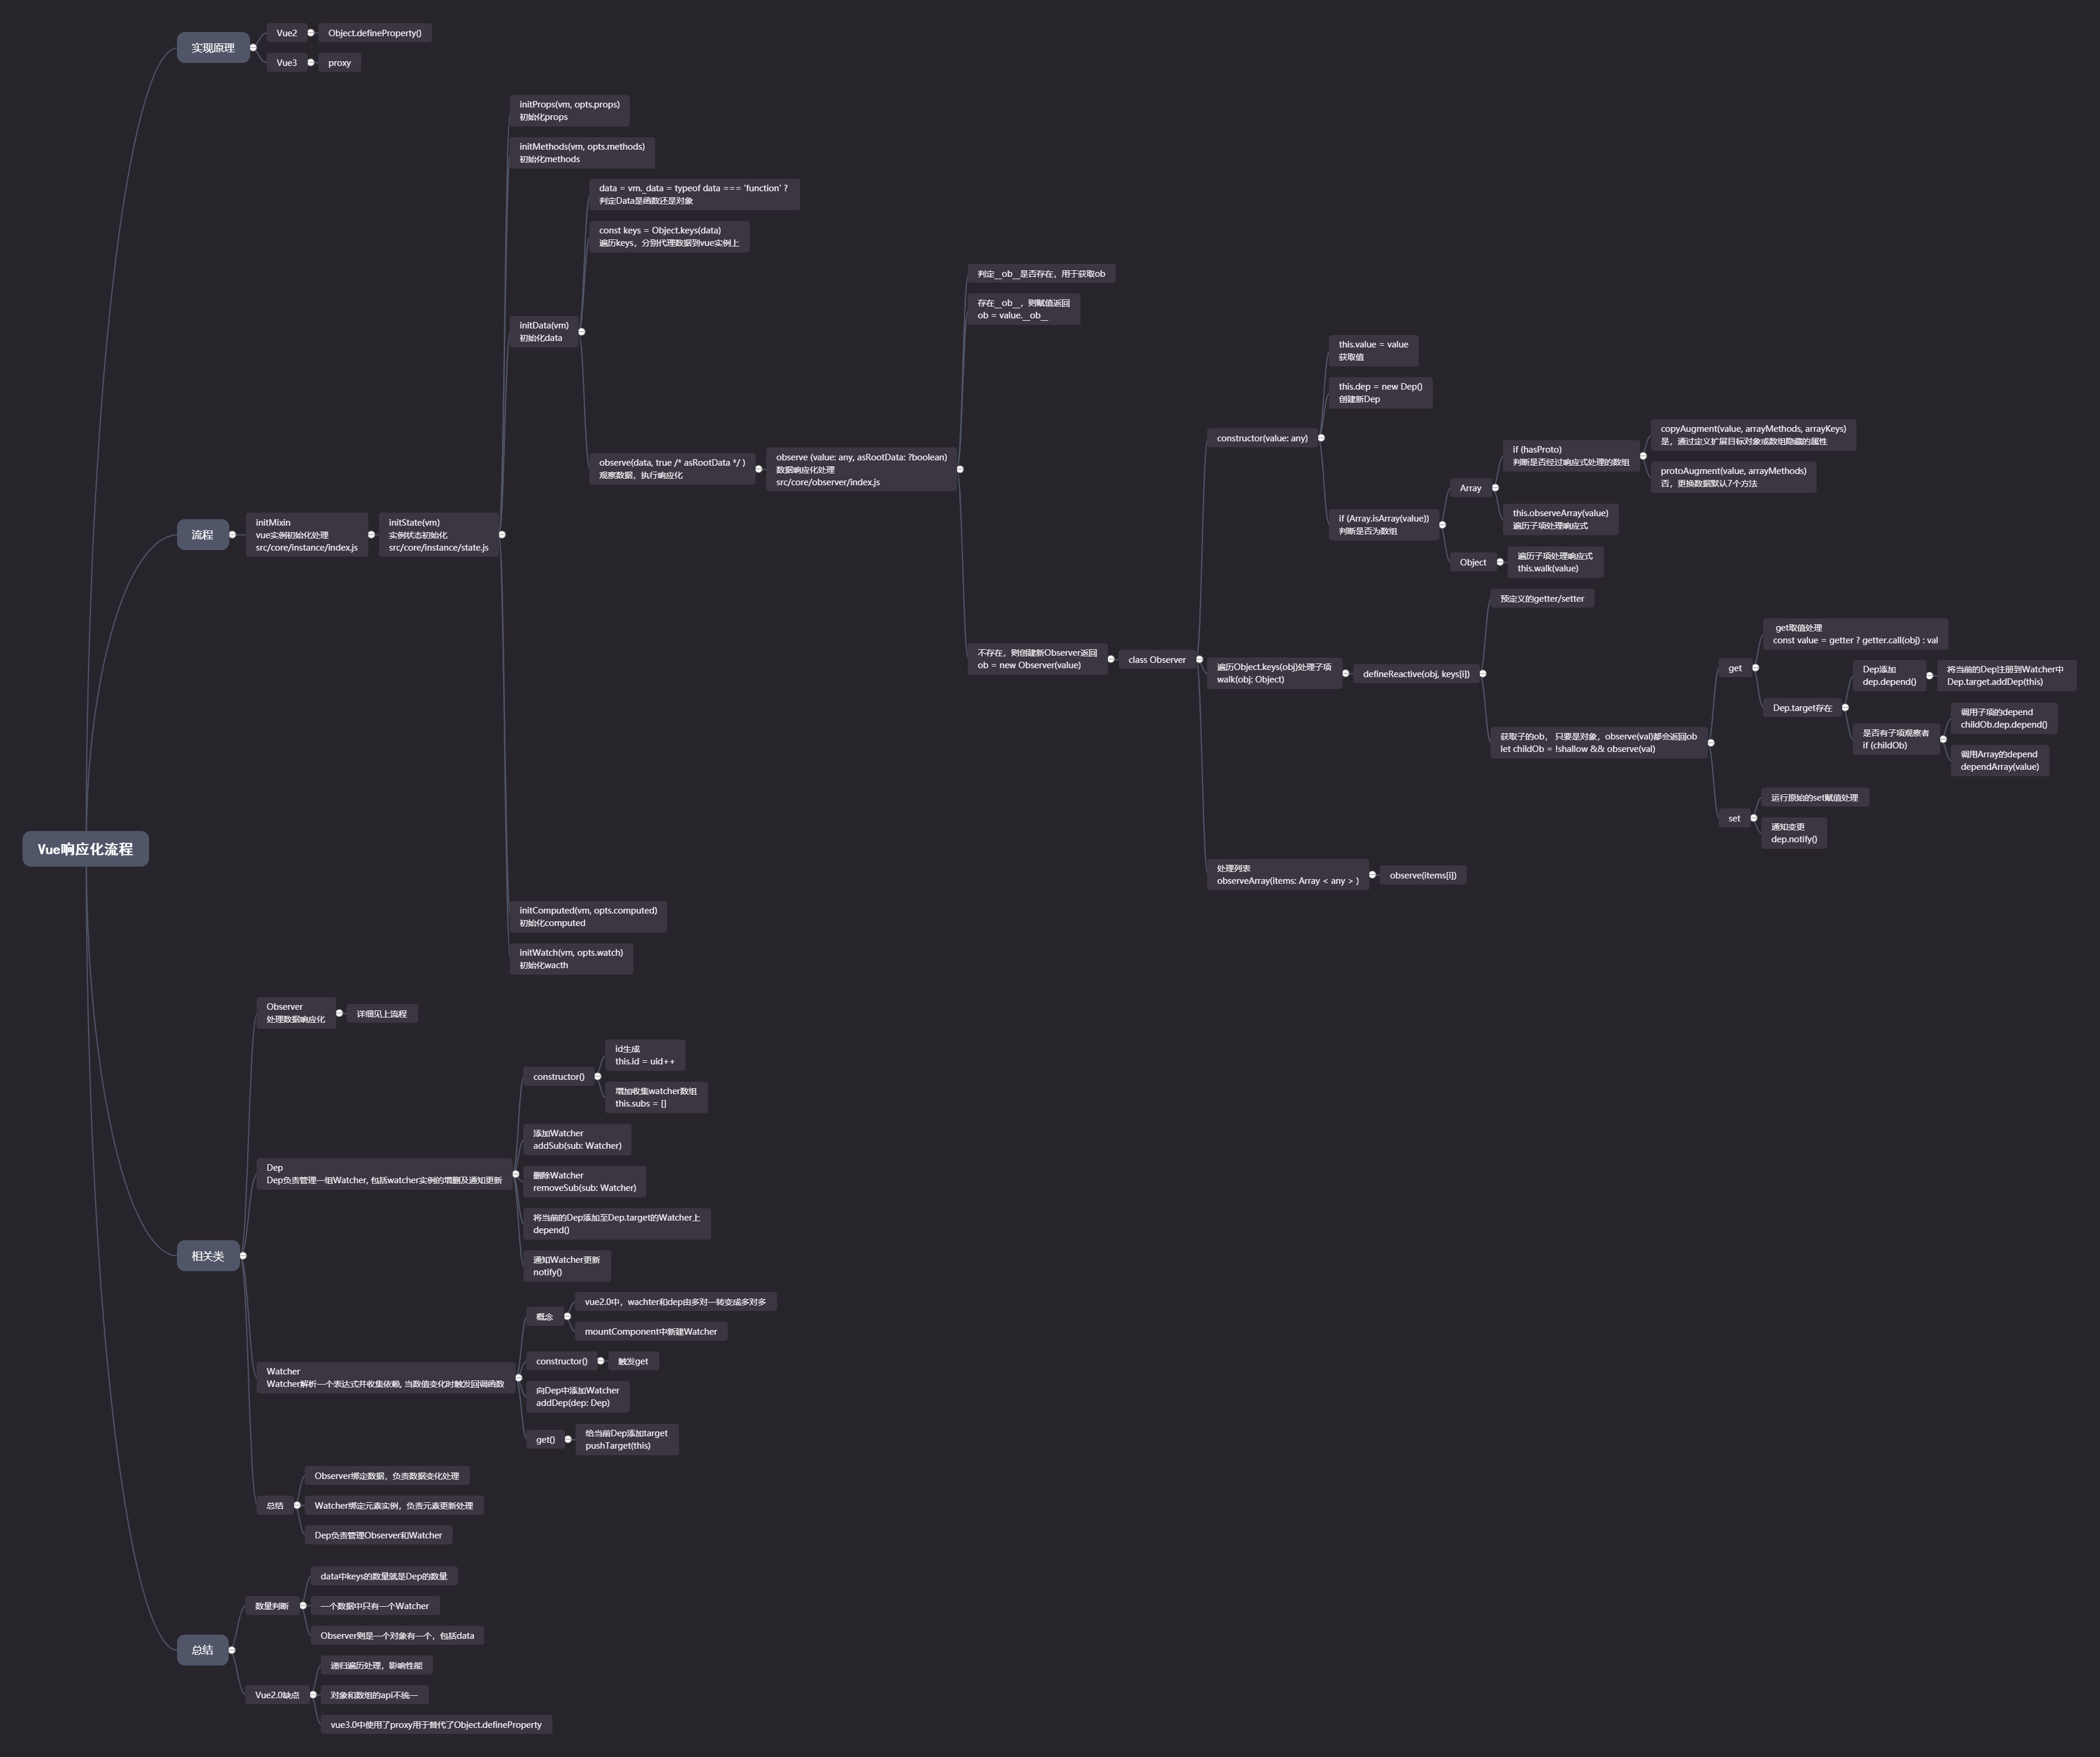 Vue响应化流程
实现原理
Vue2
Object.defineProperty()
Vue3
proxy
流程
initMixin
vue实例初始化处理
src/core/instance/index.js
initState(vm)
实例状态初始化
src/core/instance/state.js
initProps(vm, opts.props)
初始化props
initMethods(vm, opts.methods)
初始化methods
initData(vm)
初始化data
data = vm._data = typeof data === 'function' ?
判定Data是函数还是对象
const keys = Object.keys(data)
遍历keys，分别代理数据到vue实例上
observe(data, true /* asRootData */ )
观察数据，执行响应化
observe (value: any, asRootData: ?boolean)
数据响应化处理
src/core/observer/index.js
判定__ob__是否存在，用于获取ob
存在__ob__，则赋值返回
ob = value.__ob__
不存在，则创建新Observer返回
ob = new Observer(value)
class Observer
constructor(value: any)
this.value = value
获取值
this.dep = new Dep()
创建新Dep
if (Array.isArray(value))
判断是否为数组
Array
if (hasProto)
判断是否经过响应式处理的数组
copyAugment(value, arrayMethods, arrayKeys)
是，通过定义扩展目标对象或数组隐藏的属性
protoAugment(value, arrayMethods)
否，更换数据默认7个方法
this.observeArray(value)
遍历子项处理响应式
Object
遍历子项处理响应式
this.walk(value)
遍历Object.keys(obj)处理子项
walk(obj: Object)
defineReactive(obj, keys[i])
预定义的getter/setter
获取子的ob， 只要是对象，observe(val)都会返回ob
let childOb = !shallow && observe(val)
get
get取值处理
const value = getter ? getter.call(obj) : val
Dep.target存在
Dep添加
dep.depend()
将当前的Dep注册到Watcher中
Dep.target.addDep(this)
是否有子项观察者
if (childOb)
调用子项的depend
childOb.dep.depend()
调用Array的depend
dependArray(value)
set
运行原始的set赋值处理
通知变更
dep.notify()
处理列表
observeArray(items: Array < any > )
observe(items[i])
initComputed(vm, opts.computed)
初始化computed
initWatch(vm, opts.watch)
初始化wacth
相关类
Observer
处理数据响应化
详细见上流程
Dep
Dep负责管理一组Watcher, 包括watcher实例的增删及通知更新
constructor()
id生成
this.id = uid++
增加收集watcher数组
this.subs = []
添加Watcher
addSub(sub: Watcher)
删除Watcher
removeSub(sub: Watcher)
将当前的Dep添加至Dep.target的Watcher上
depend()
通知Watcher更新
notify()
Watcher
Watcher解析一个表达式并收集依赖, 当数值变化时触发回调函数
概念
vue2.0中，wachter和dep由多对一转变成多对多
mountComponent中新建Watcher
constructor()
触发get
向Dep中添加Watcher
addDep(dep: Dep)
get()
给当前Dep添加target
pushTarget(this)
总结
Observer绑定数据，负责数据变化处理
Watcher绑定元素实例，负责元素更新处理
Dep负责管理Observer和Watcher
总结
数量判断
data中keys的数量就是Dep的数量
一个数据中只有一个Watcher
Observer则是一个对象有一个，包括data
Vue2.0缺点
递归遍历处理，影响性能
对象和数组的api不统一
vue3.0中使用了proxy用于替代了Object.defineProperty